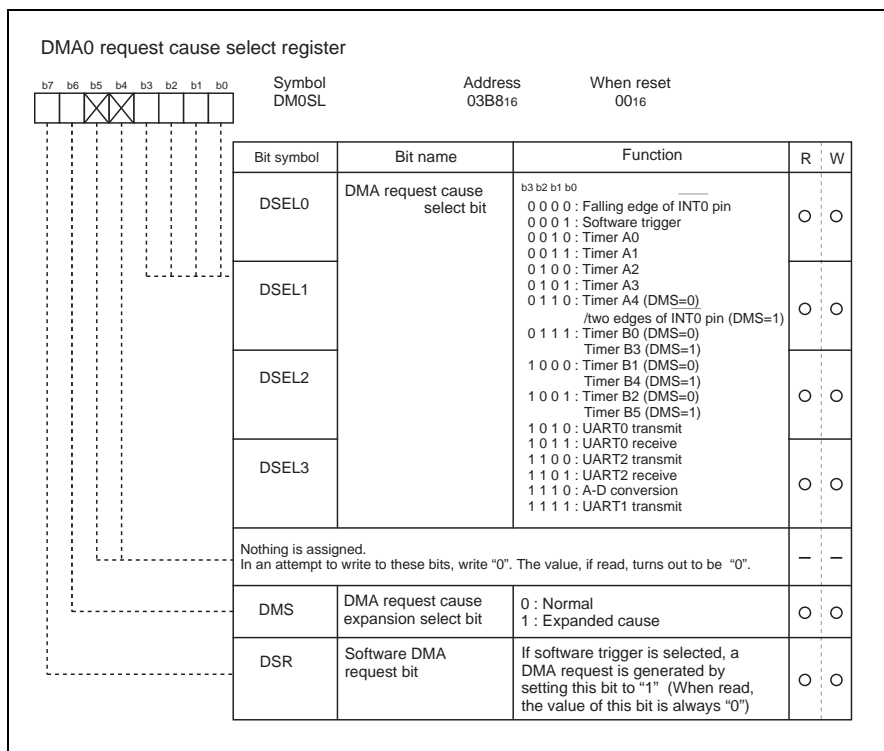 DMA0 request cause select register
b7 b6 b5 b4 b3 b2 b1 b0
Symbol Address When reset
DM0SL 03B816 0016
Bit symbol Bit name Function R W
DSEL0
DMA request cause
select bit
b3 b2 b1 b0
0 0 0 0 : Falling edge of INT0 pin
0 0 0 1 : Software trigger
0 0 1 0 : Timer A0
0 0 1 1 : Timer A1
0 1 0 0 : Timer A2
0 1 0 1 : Timer A3
0 1 1 0 : Timer A4 (DMS=0)
/two edges of INT0 pin (DMS=1)
0 1 1 1 : Timer B0 (DMS=0)
Timer B3 (DMS=1)
1 0 0 0 : Timer B1 (DMS=0)
Timer B4 (DMS=1)
1 0 0 1 : Timer B2 (DMS=0)
Timer B5 (DMS=1)
1 0 1 0 : UART0 transmit
1 0 1 1 : UART0 receive
1 1 0 0 : UART2 transmit
1 1 0 1 : UART2 receive
1 1 1 0 : A-D conversion
1 1 1 1 : UART1 transmit
DSEL1
DSEL2
DSEL3
Nothing is assigned.
In an attempt to write to these bits, write “0”. The value, if read, turns out to be “0”.
DMS
DMA request cause
expansion select bit
0 : Normal
1 : Expanded cause
DSR
Software DMA
request bit
If software trigger is selected, a
DMA request is generated by
setting this bit to “1” (When read,
the value of this bit is always “0”)